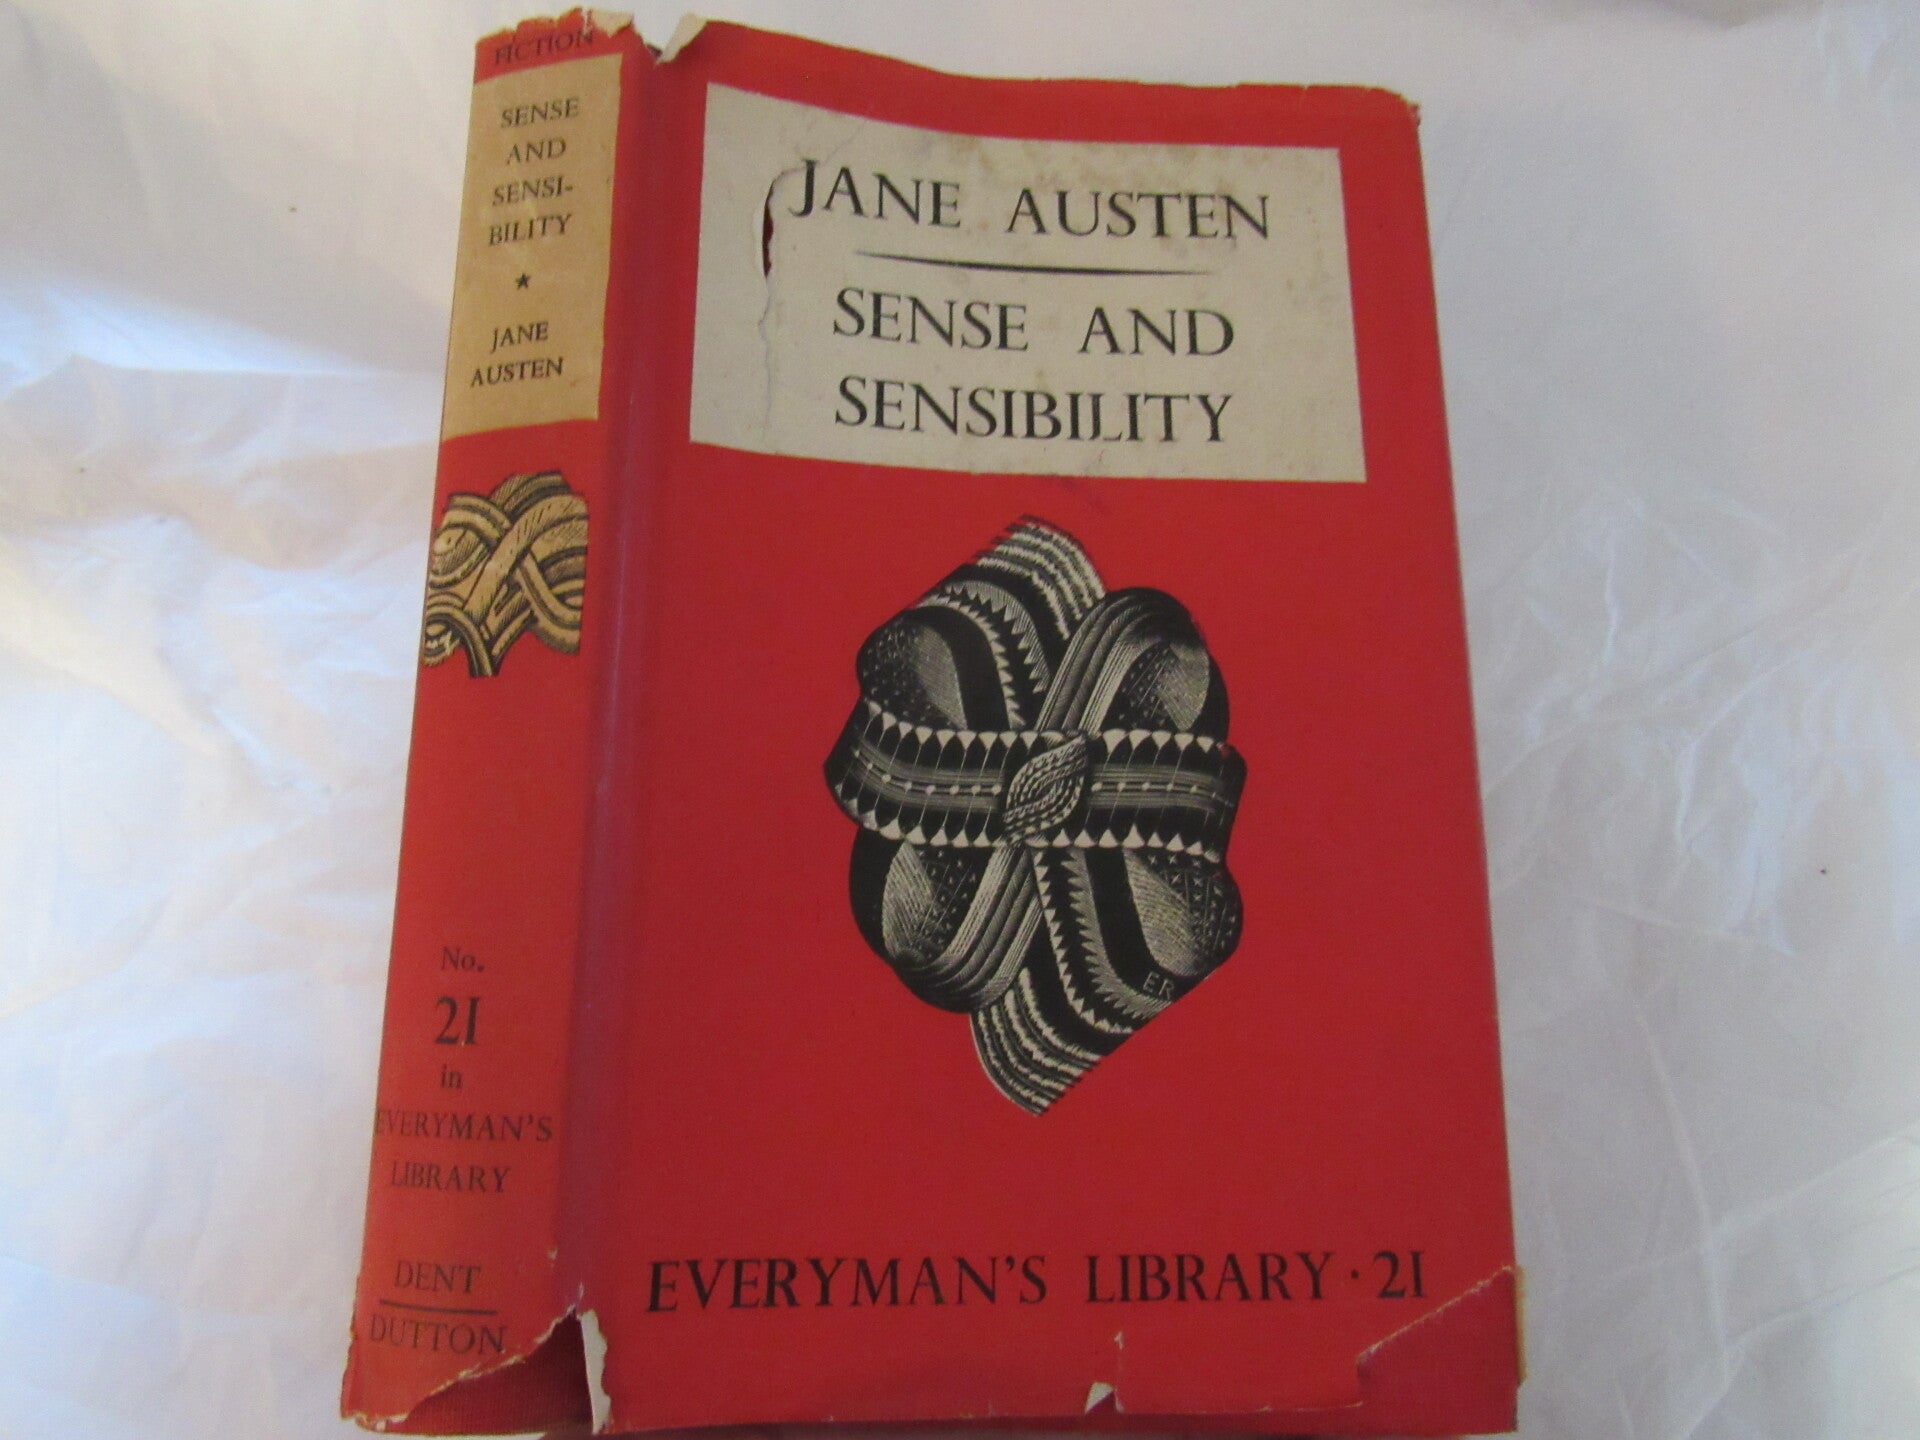 FICTION
SENSE
AND
SENSI-
BILITY
★
JANE
AUSTEN
No.
21
in
EVERYMAN'S
LIBRARY
DENT
DUTTON
JANE AUSTEN
SENSE AND
SENSIBILITY
ER
EVERYMAN'S LIBRARY · 21